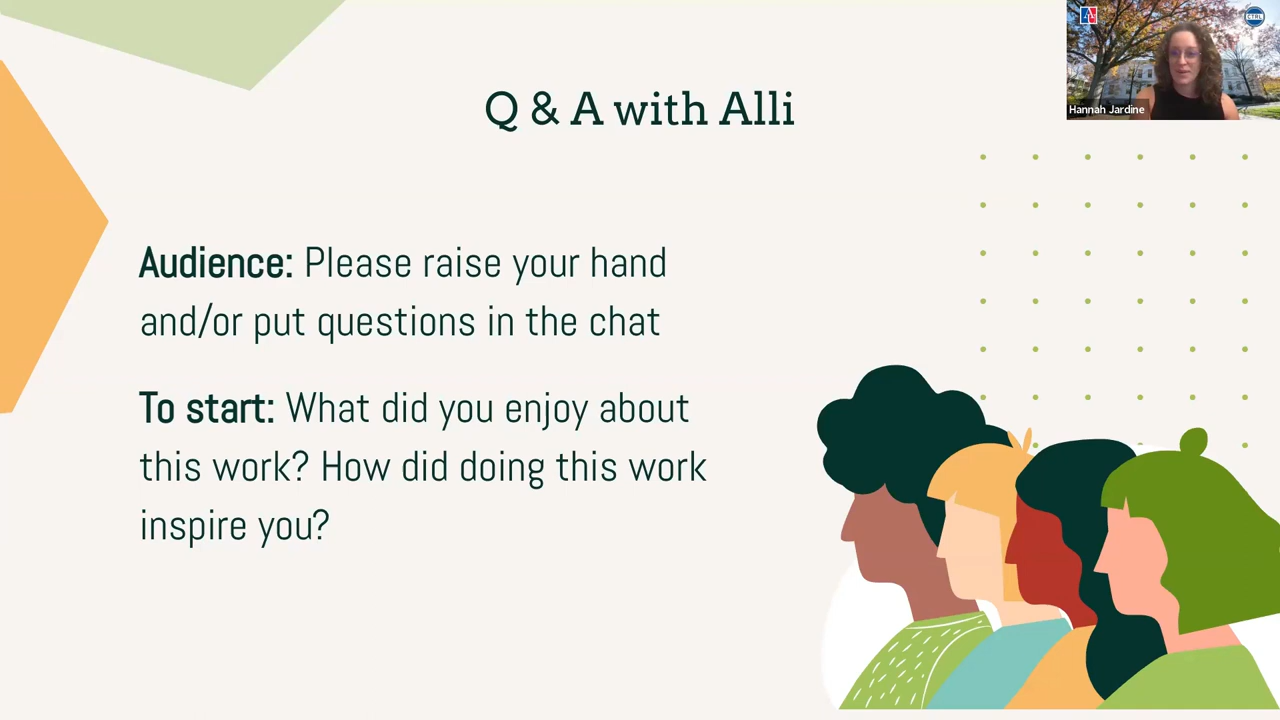 Q & A with Alli
Audience: Please raise your hand
and/or put questions in the chat
To start: What did you enjoy about
this work? How did doing this work
inspire you?
Hannah Jardine
CTRL